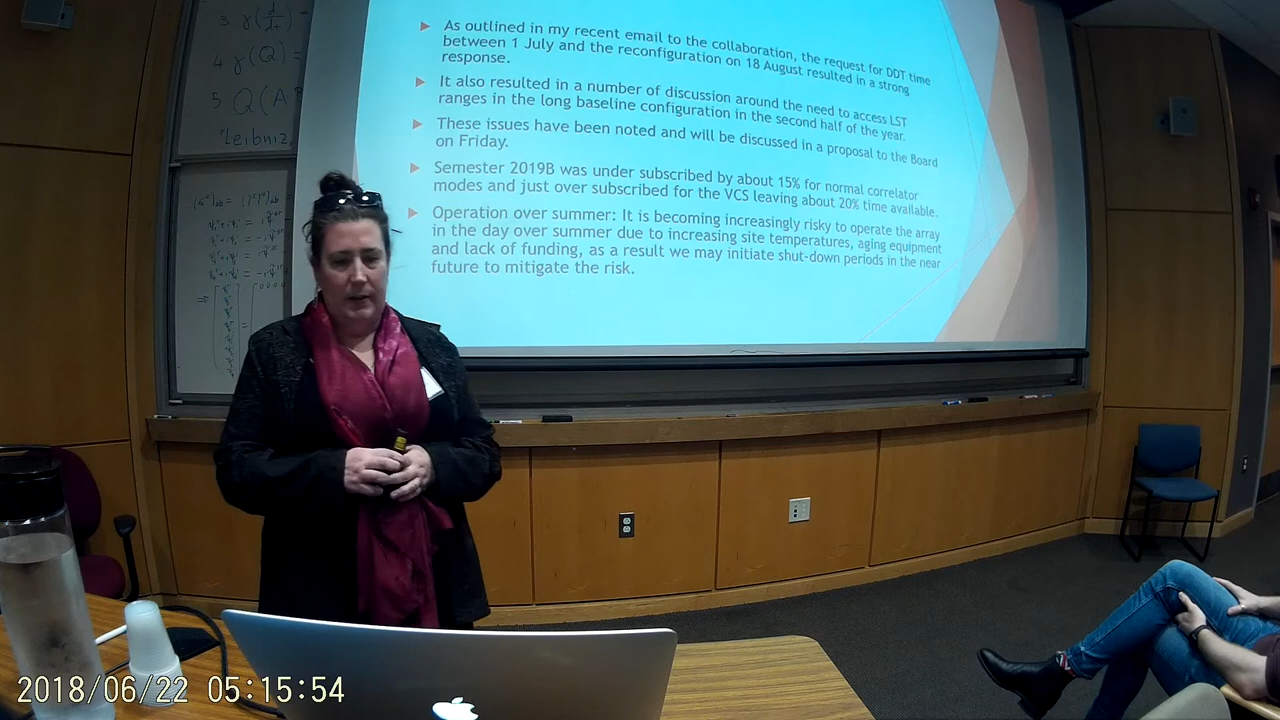 3 γ(d/dt) =
4 γ(Q) =
5 Q(A
Leibniz,
As outlined in my recent email to the collaboration, the request for DDT time
between 1 July and the reconfiguration on 18 August resulted in a strong
response.
It also resulted in a number of discussion around the need to access LST
ranges in the long baseline configuration in the second half of the year.
These issues have been noted and will be discussed in a proposal to the Board
on Friday.
Semester 2019B was under subscribed by about 15% for normal correlator
modes and just over subscribed for the VCS leaving about 20% time available.
Operation over summer: It is becoming increasingly risky to operate the array
in the day over summer due to increasing site temperatures, aging equipment
and lack of funding, as a result we may initiate shut-down periods in the near
future to mitigate the risk.
2018/06/22 05:15:54